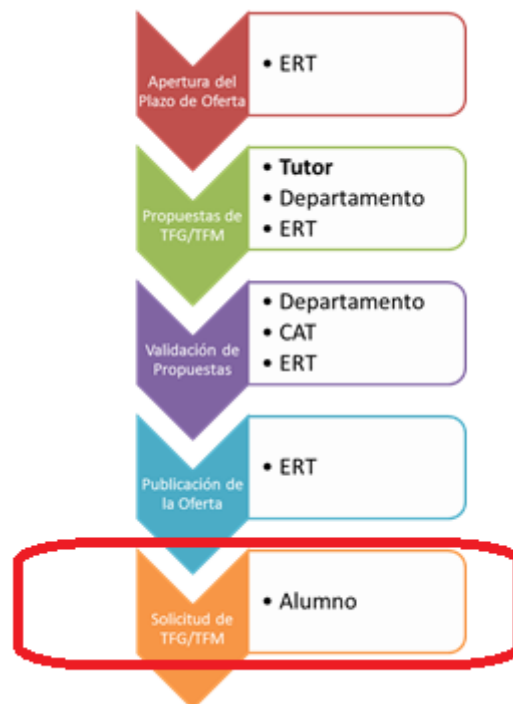 Apertura del
Plazo de Oferta
• ERT
Propuestas de
TFG/TFM
• Tutor
• Departamento
• ERT
Validación de
Propuestas
• Departamento
• CAT
• ERT
Publicación de
la Oferta
• ERT
Solicitud de
TFG/TFM
• Alumno